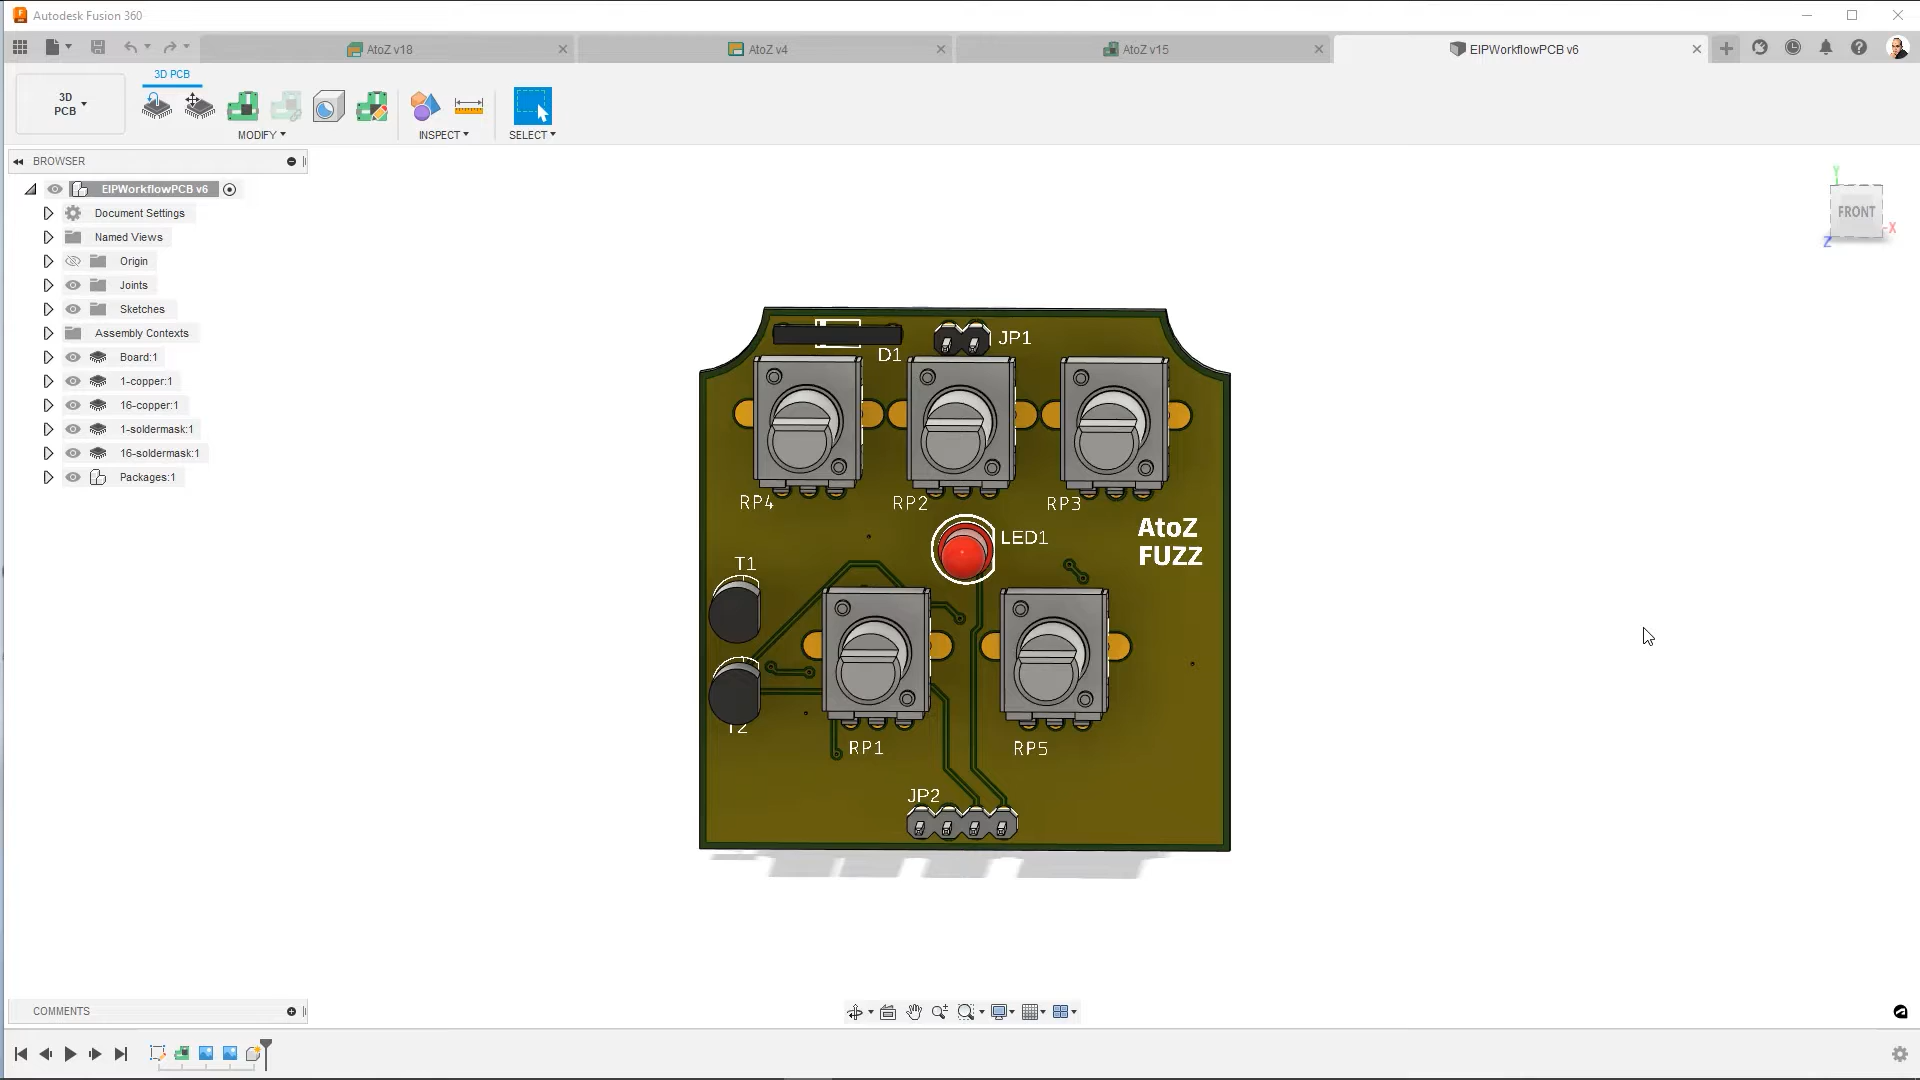 Autodesk Fusion 360
AtoZ v18
AtoZ v4
AtoZ v15
EIPWorkflowPCB v6
3D PCB
3D
PCB
MODIFY
INSPECT
SELECT
BROWSER
EIPWorkflowPCB v6
Document Settings
Named Views
Origin
Joints
Sketches
Assembly Contexts
Board:1
1-copper:1
16-copper:1
1-soldermask:1
16-soldermask:1
Packages:1
Y
FRONT
X
Z
D1
JP1
RP4
RP2
RP3
LED1
AtoZ
FUZZ
T1
T2
RP1
RP5
JP2
COMMENTS